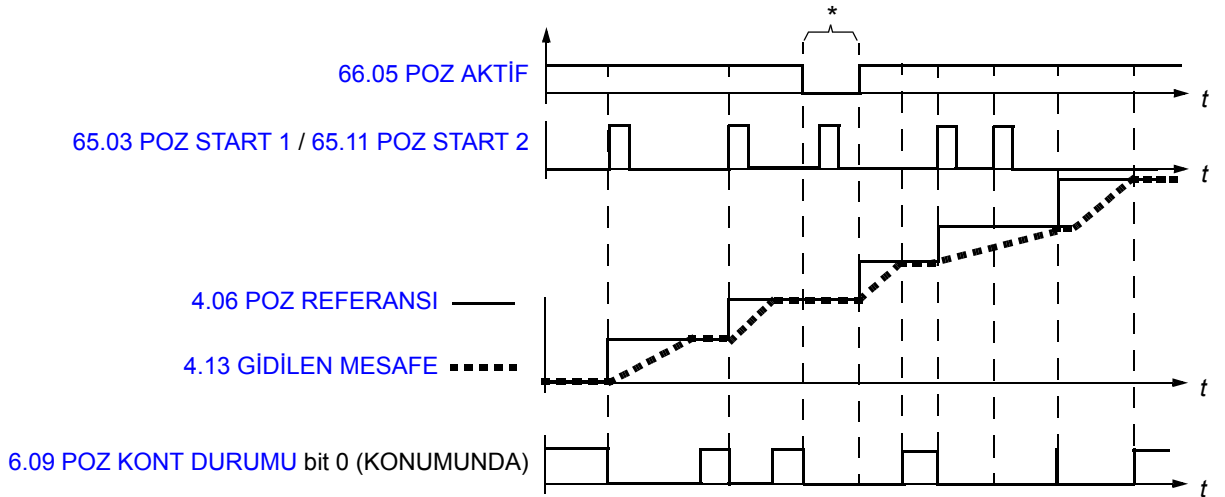 *
66.05 POZ AKTİF
t
65.03 POZ START 1 / 65.11 POZ START 2
t
4.06 POZ REFERANSI
4.13 GİDİLEN MESAFE
t
6.09 POZ KONT DURUMU bit 0 (KONUMUNDA)
t